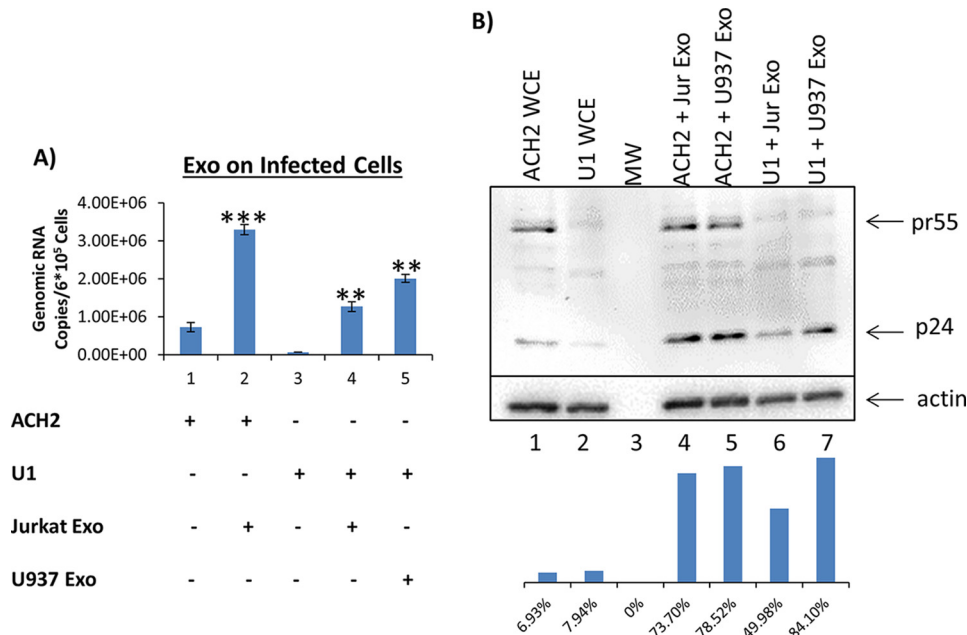 A)
Exo on Infected Cells
Genomic RNA
Copies/6*10⁵ Cells
4.00E+06
3.00E+06
2.00E+06
1.00E+06
0.00E+00
***
**
**
1 2 3 4 5
ACH2 + + - - -
U1 - - + + +
Jurkat Exo - + - + -
U937 Exo - - - - +
B)
ACH2 WCE
U1 WCE
MW
ACH2 + Jur Exo
ACH2 + U937 Exo
U1 + Jur Exo
U1 + U937 Exo
pr55
p24
actin
1 2 3 4 5 6 7
6.93% 7.94% 0% 73.70% 78.52% 49.98% 84.10%